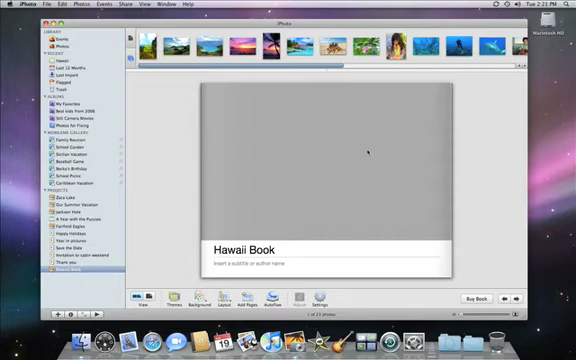 iPhoto File Edit Photos Events Share View Window Help
Tue 2:21 PM
iPhoto
Macintosh HD
LIBRARY
Events
Photos
RECENT
Hawaii
Last 12 Months
Last Import
Flagged
Trash
ALBUMS
My Favorites
Best kids from 2006
Still Camera Movies
Photos for Fixing
MOBILEME GALLERY
Family Reunion
School Garden
Sicilian Vacation
Baseball Game
Becky's Birthday
School Picnic
Caribbean Vacation
PROJECTS
Zaca Lake
Our Summer Vacation
Jackson Hole
A Year with the Puccios
Fairfield Eagles
Happy Holidays
Year in pictures
Save the Date
Invitation to cabin weekend
Thank you
Hawaii Book
Hawaii Book
Insert a subtitle or author name
View
Themes
Background
Layout
Add Pages
Autoflow
Adjust
Settings
Buy Book
19